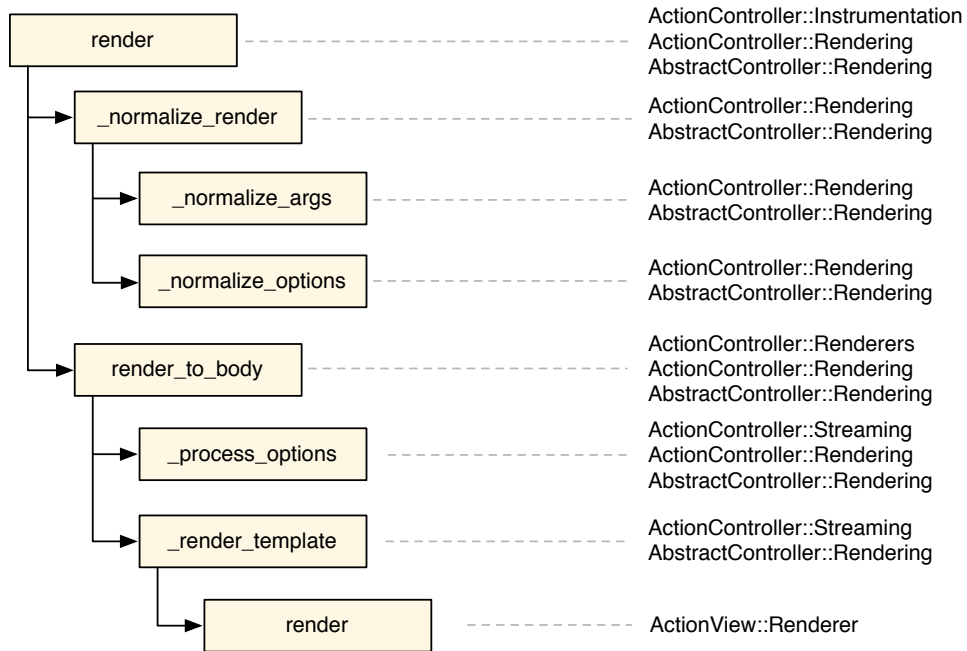 render
ActionController::Instrumentation
ActionController::Rendering
AbstractController::Rendering
_normalize_render
ActionController::Rendering
AbstractController::Rendering
_normalize_args
ActionController::Rendering
AbstractController::Rendering
_normalize_options
ActionController::Rendering
AbstractController::Rendering
render_to_body
ActionController::Renderers
ActionController::Rendering
AbstractController::Rendering
_process_options
ActionController::Streaming
ActionController::Rendering
AbstractController::Rendering
_render_template
ActionController::Streaming
AbstractController::Rendering
render
ActionView::Renderer